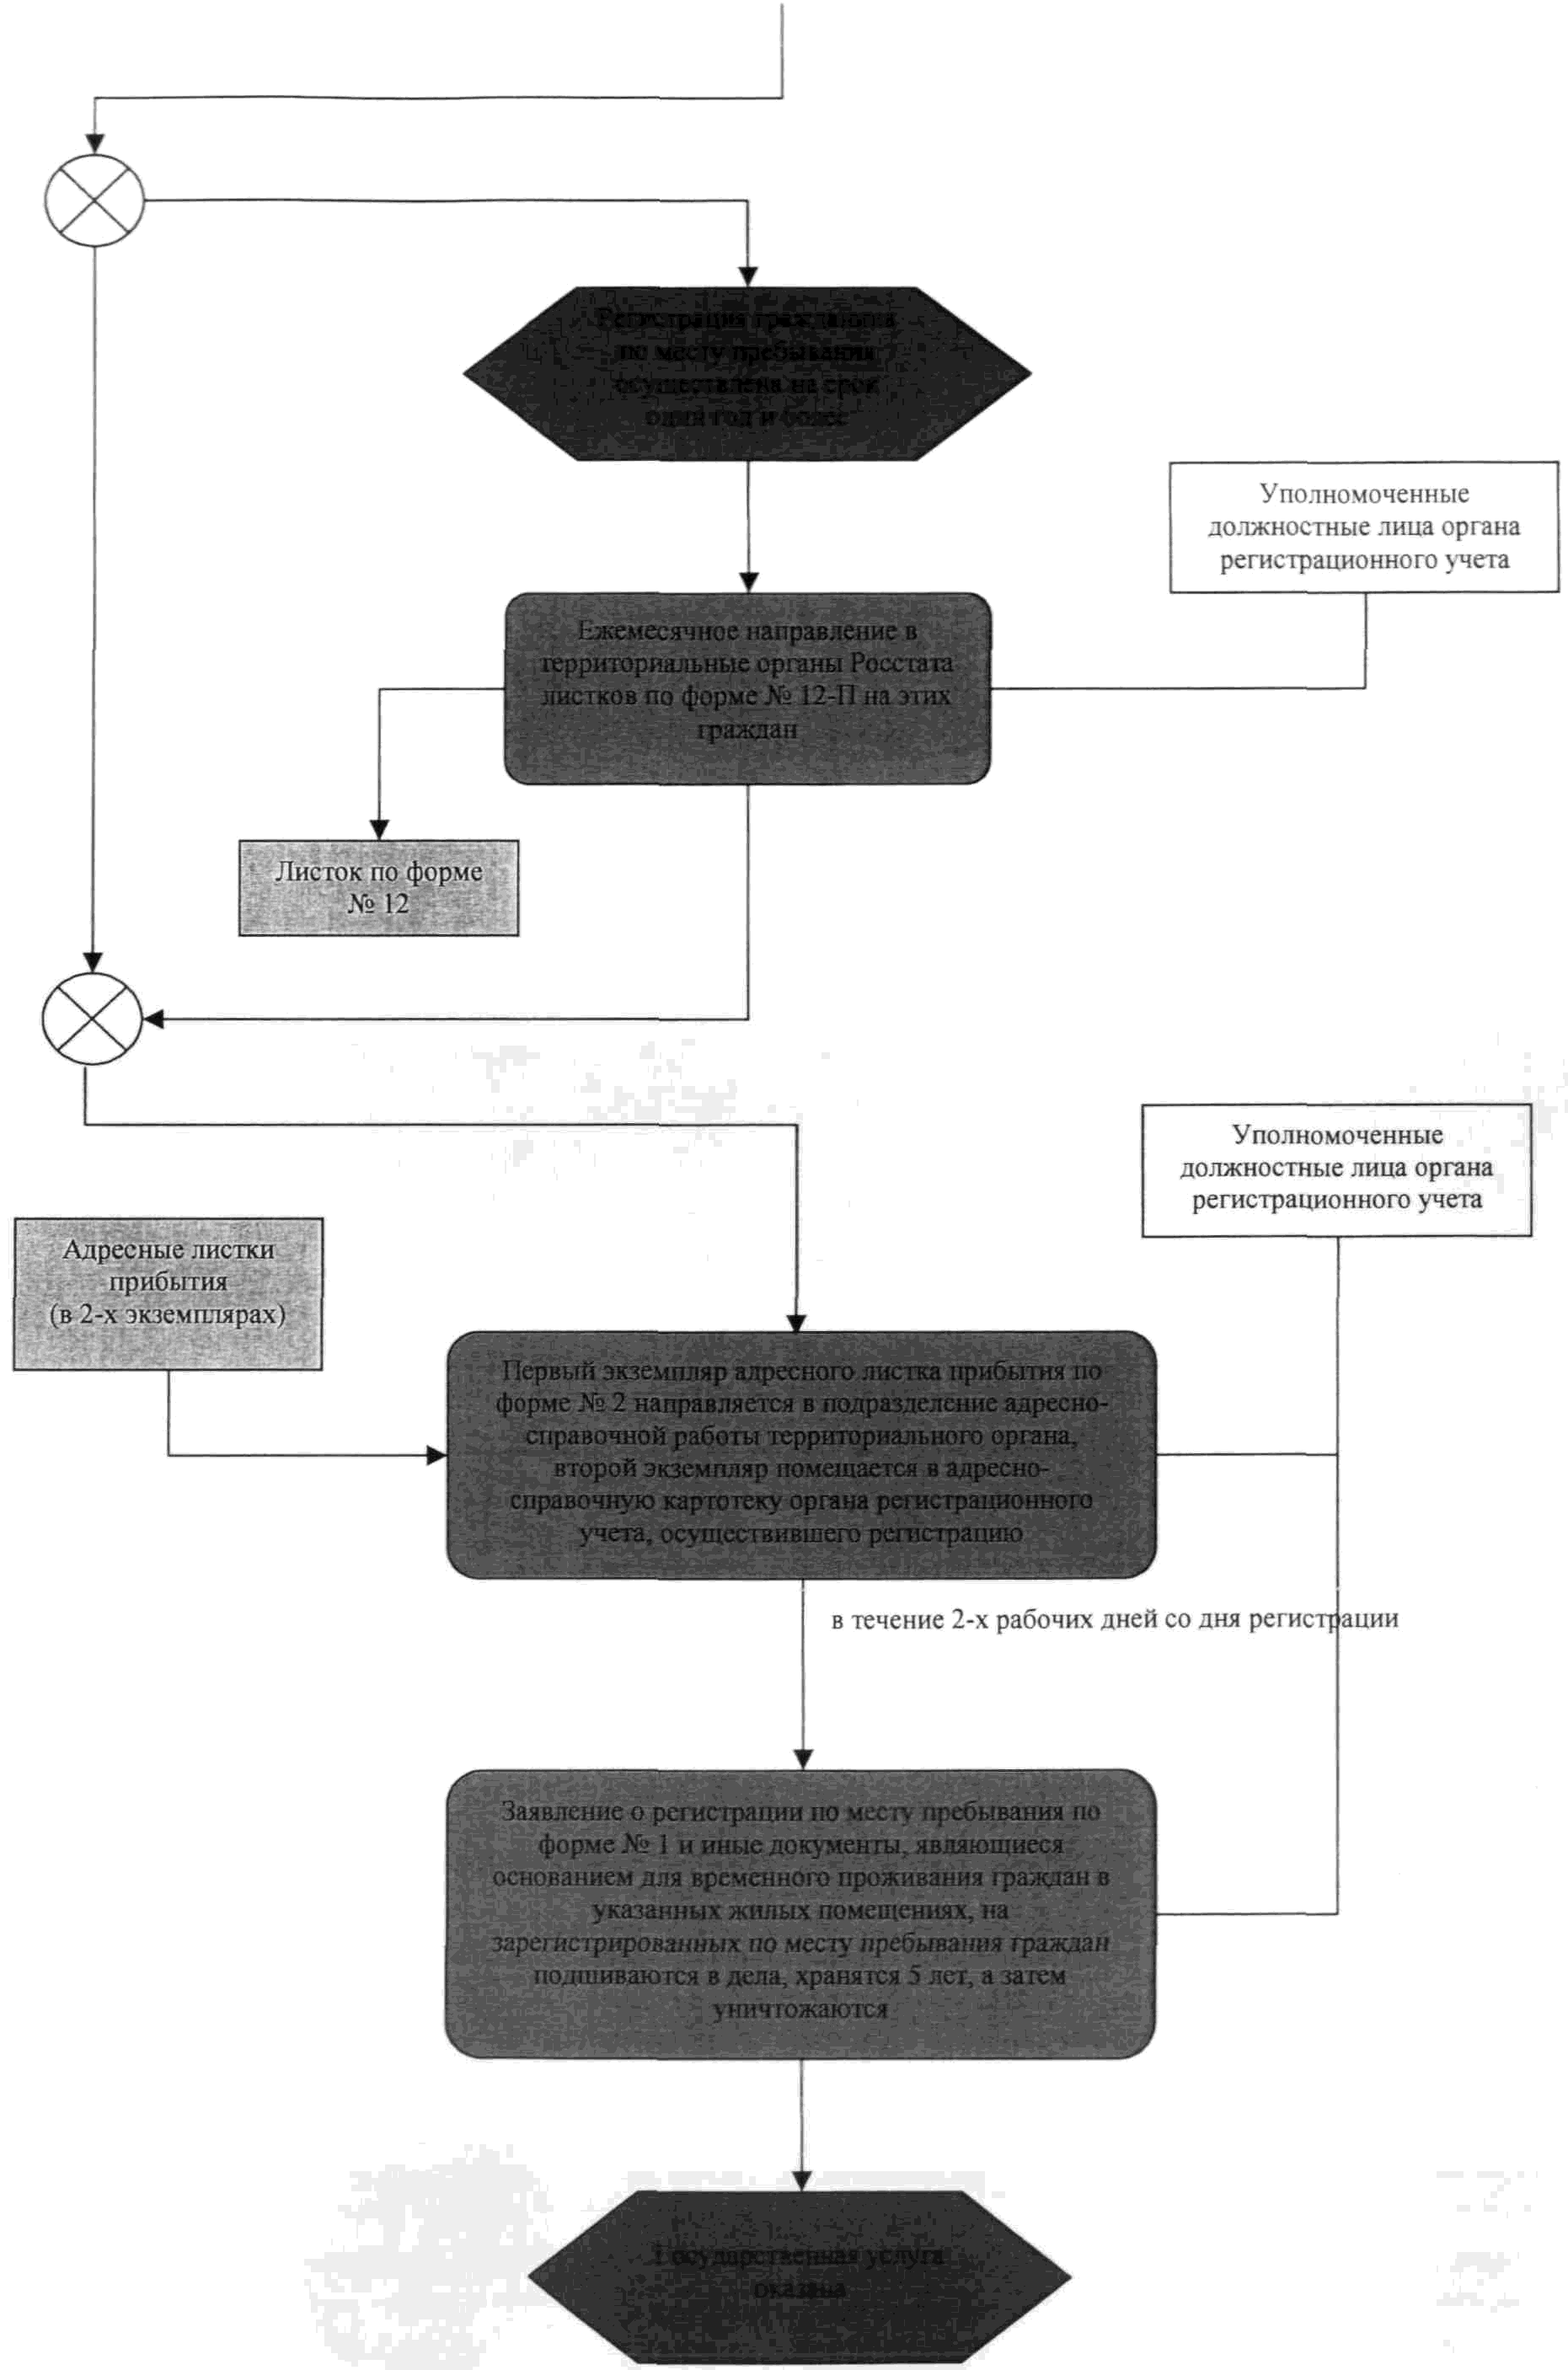 Регистрация гражданина
по месту пребывания
осуществлена на срок
один год и более
Уполномоченные
должностные лица органа
регистрационного учета
Ежемесячное направление в
территориальные органы Росстата
листков по форме № 12-П на этих
граждан
Листок по форме
№ 12
Уполномоченные
должностные лица органа
регистрационного учета
Адресные листки
прибытия
(в 2-х экземплярах)
Первый экземпляр адресного листка прибытия по
форме № 2 направляется в подразделение адресно-
справочной работы территориального органа,
второй экземпляр помещается в адресно-
справочную картотеку органа регистрационного
учета, осуществившего регистрацию
в течение 2-х рабочих дней со дня регистрации
Заявление о регистрации по месту пребывания по
форме № 1 и иные документы, являющиеся
основанием для временного проживания граждан в
указанных жилых помещениях, на
зарегистрированных по месту пребывания граждан
подшиваются в дела, хранятся 5 лет, а затем
уничтожаются
Государственная услуга
оказана